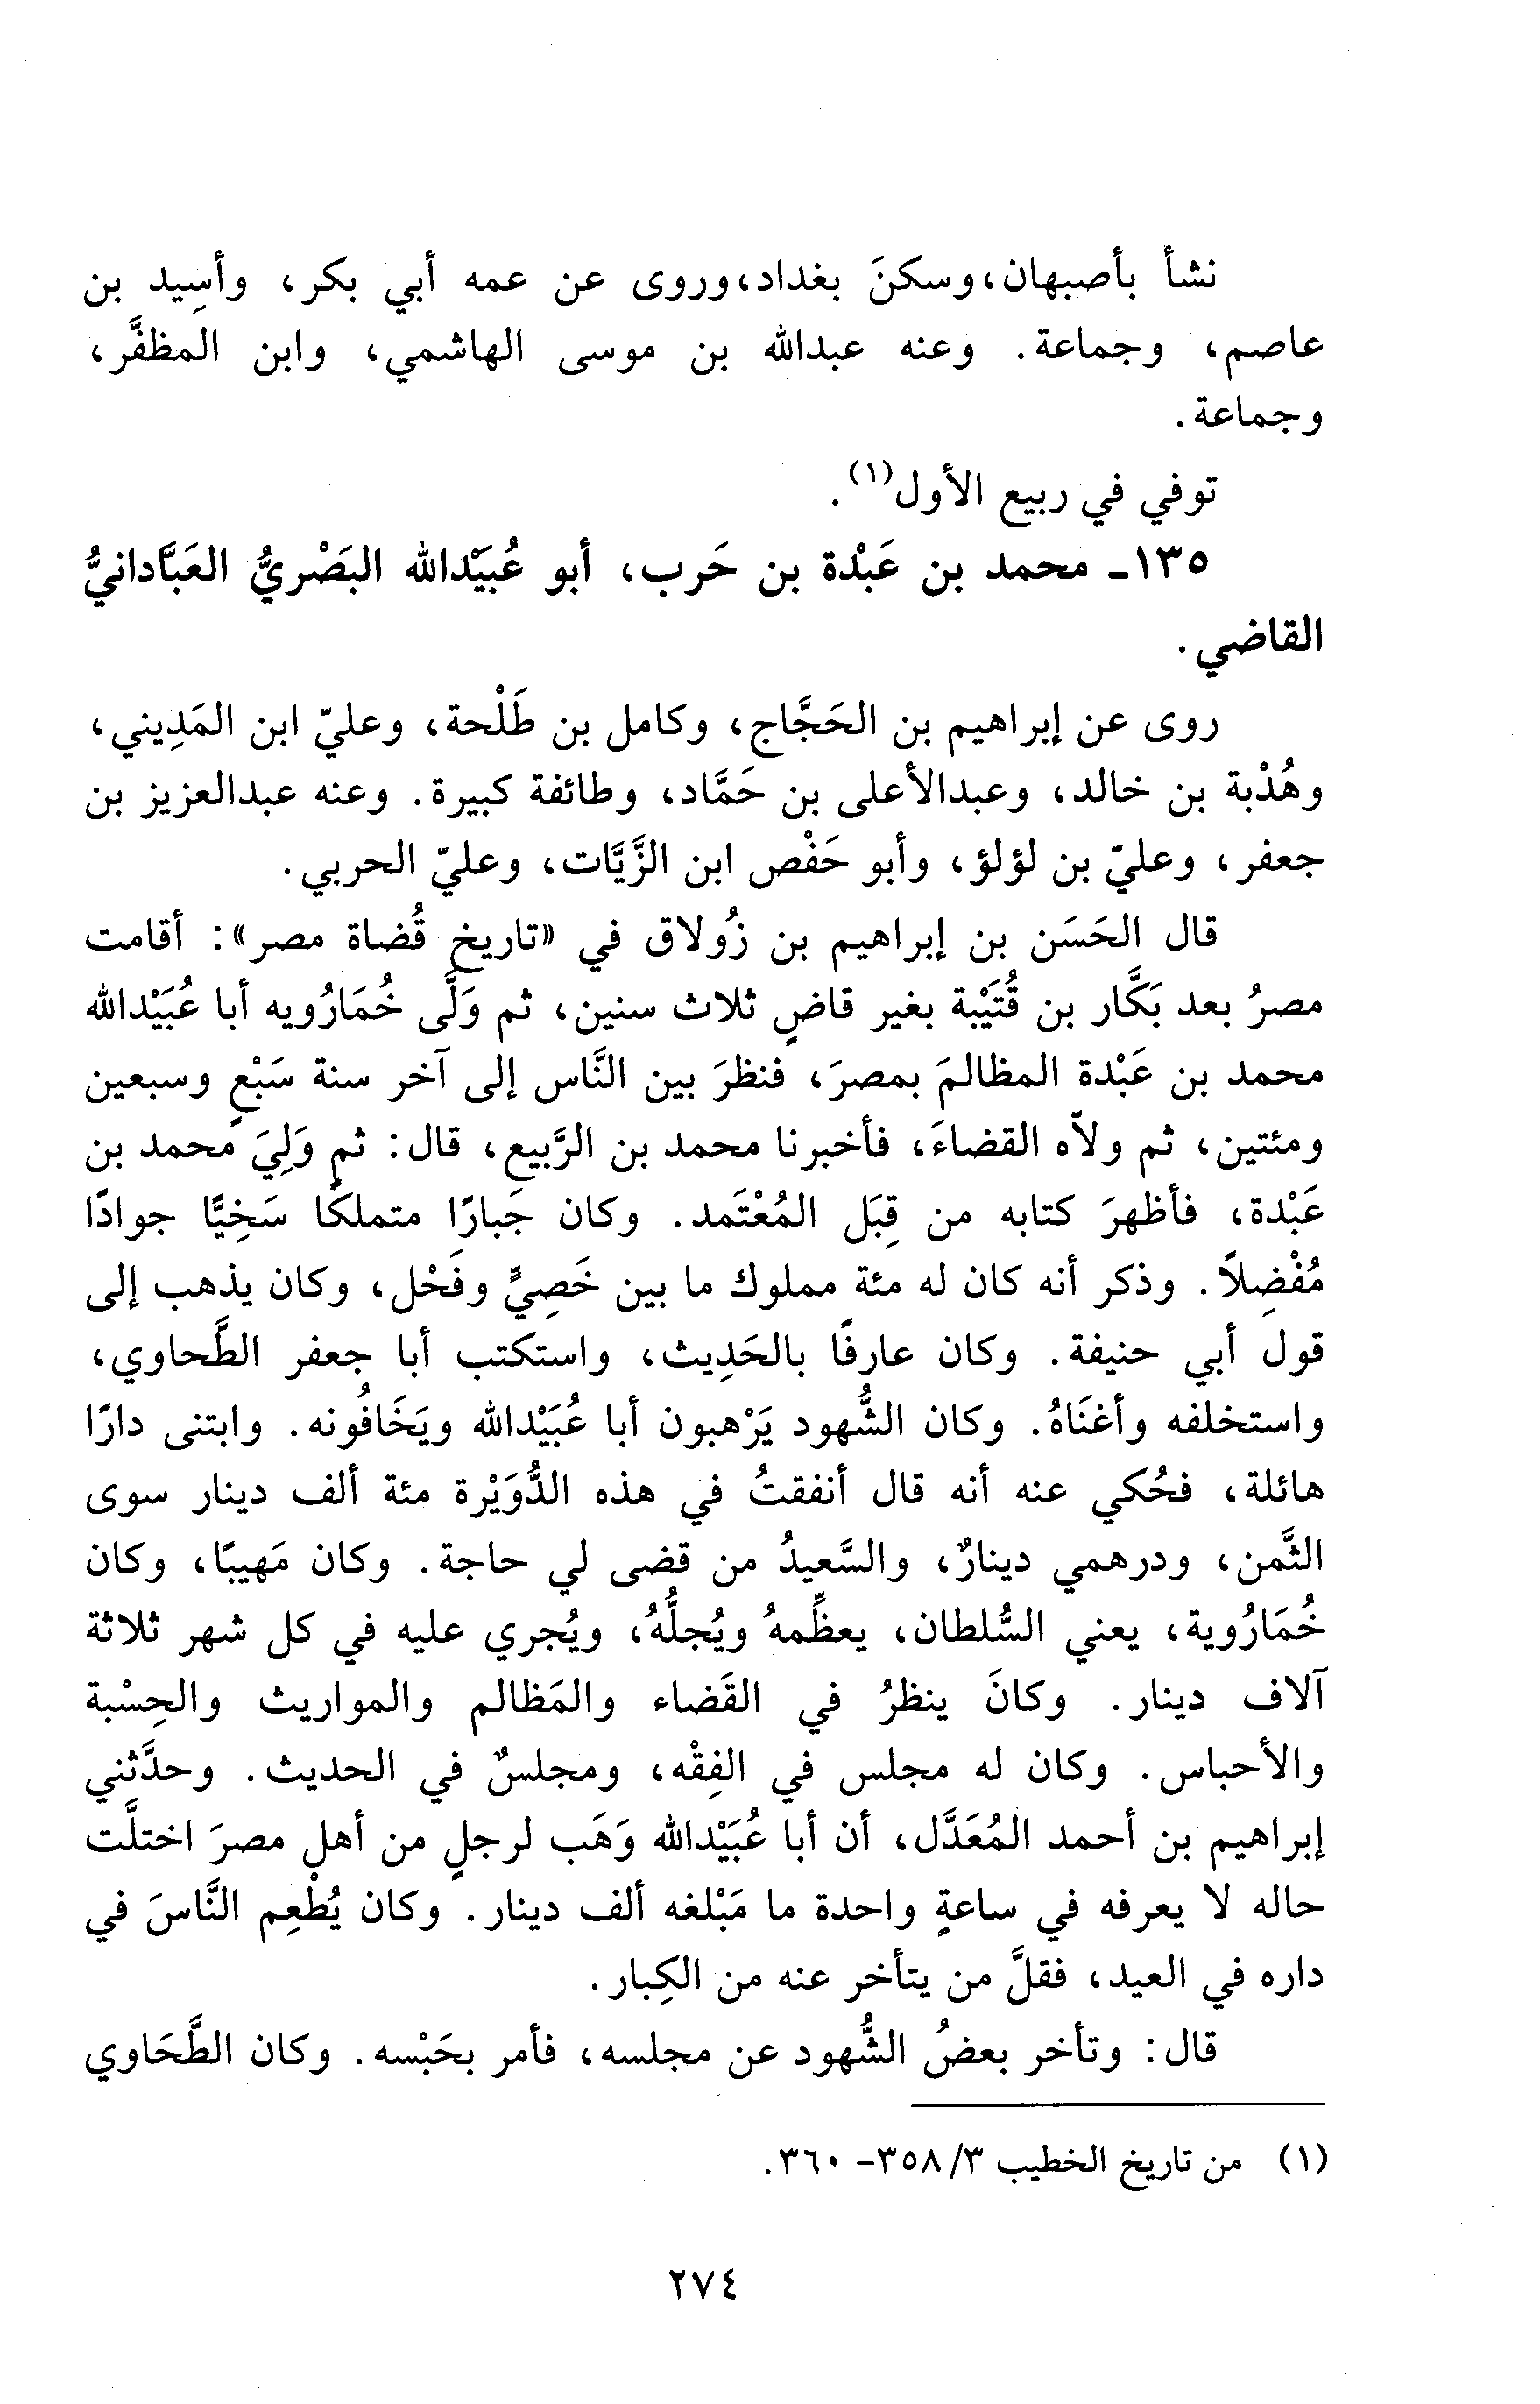 نشأ بأصبهان، وسكنَ بغداد، وروى عن عمه أبي بكر، وأسِيد بن
عاصم، وجماعة. وعنه عبدالله بن موسى الهاشمي، وابن المظفَّر،
وجماعة.
توفي في ربيع الأول(١).
١٣٥ـ محمد بن عَبْدة بن حَرب، أبو عُبَيْدالله البَصْريُّ العَبَّادانيُّ
القاضي.
روى عن إبراهيم بن الحَجَّاج، وكامل بن طَلْحة، وعليّ ابن المَدِيني،
وهُدْبة بن خالد، وعبدالأعلى بن حَمَّاد، وطائفة كبيرة. وعنه عبدالعزيز بن
جعفر، وعليّ بن لؤلؤ، وأبو حَفْص ابن الزَّيَّات، وعليّ الحربي.
قال الحَسَن بن إبراهيم بن زُولاق في «تاريخ قُضاة مصر»: أقامت
مصرُ بعد بَكَّار بن قُتَيْبة بغير قاضٍ ثلاث سنين، ثم وَلَّى خُمَارُويه أبا عُبَيْدالله
محمد بن عَبْدة المظالمَ بمصرَ، فنظرَ بين النَّاس إلى آخر سنة سَبْعٍ وسبعين
ومئتين، ثم ولاّه القضاءَ، فأخبرنا محمد بن الرَّبيع، قال: ثم وَلِيَ محمد بن
عَبْدة، فأظهرَ كتابه من قِبَل المُعْتَمد. وكان جَبارًا متملكًا سَخِيًّا جوادًا
مُفْضِلاً. وذكر أنه كان له مئة مملوك ما بين خَصِيٍّ وفَحْل، وكان يذهب إلى
قول أبي حنيفة. وكان عارفًا بالحَدِيث، واستكتب أبا جعفر الطَّحاوي،
واستخلفه وأغنَاهُ. وكان الشُّهود يَرْهبون أبا عُبَيْدالله ويَخَافُونه. وابتنى دارًا
هائلة، فحُكي عنه أنه قال أنفقتُ في هذه الدُّوَيْرة مئة ألف دينار سوى
الثَّمن، ودرهمي دينارٌ، والسَّعيدُ من قضى لي حاجة. وكان مَهيبًا، وكان
خُمَارُوية، يعني السُّلطان، يعظِّمهُ ويُجلُّهُ، ويُجري عليه في كل شهر ثلاثة
آلاف دينار. وكانَ ينظرُ في القَضاء والمَظالم والمواريث والحِسْبة
والأحباس. وكان له مجلس في الفِقْه، ومجلسٌ في الحديث. وحدَّثني
إبراهيم بن أحمد المُعَدَّل، أن أبا عُبَيْدالله وَهَب لرجلٍ من أهل مصرَ اختلَّت
حاله لا يعرفه في ساعةٍ واحدة ما مَبْلغه ألف دينار. وكان يُطْعِم النَّاسَ في
داره في العيد، فقلَّ من يتأخر عنه من الكِبار.
قال: وتأخر بعضُ الشُّهود عن مجلسه، فأمر بحَبْسه. وكان الطَّحَاوي
(١) من تاريخ الخطيب ٣/ ٣٥٨- ٣٦٠.
٢٧٤